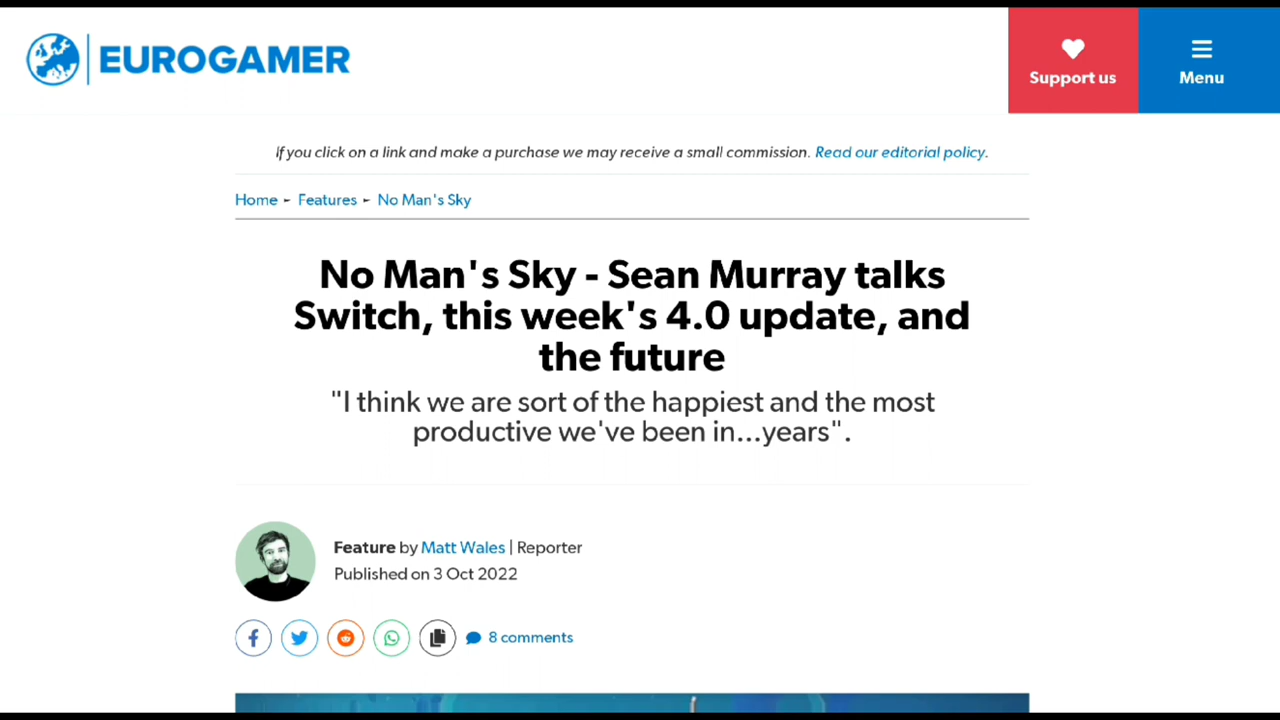 EUROGAMER
Support us
Menu
If you click on a link and make a purchase we may receive a small commission. Read our editorial policy.
Home ► Features ► No Man's Sky
No Man's Sky - Sean Murray talks
Switch, this week's 4.0 update, and
the future
"I think we are sort of the happiest and the most
productive we've been in...years".
Feature by Matt Wales | Reporter
Published on 3 Oct 2022
8 comments